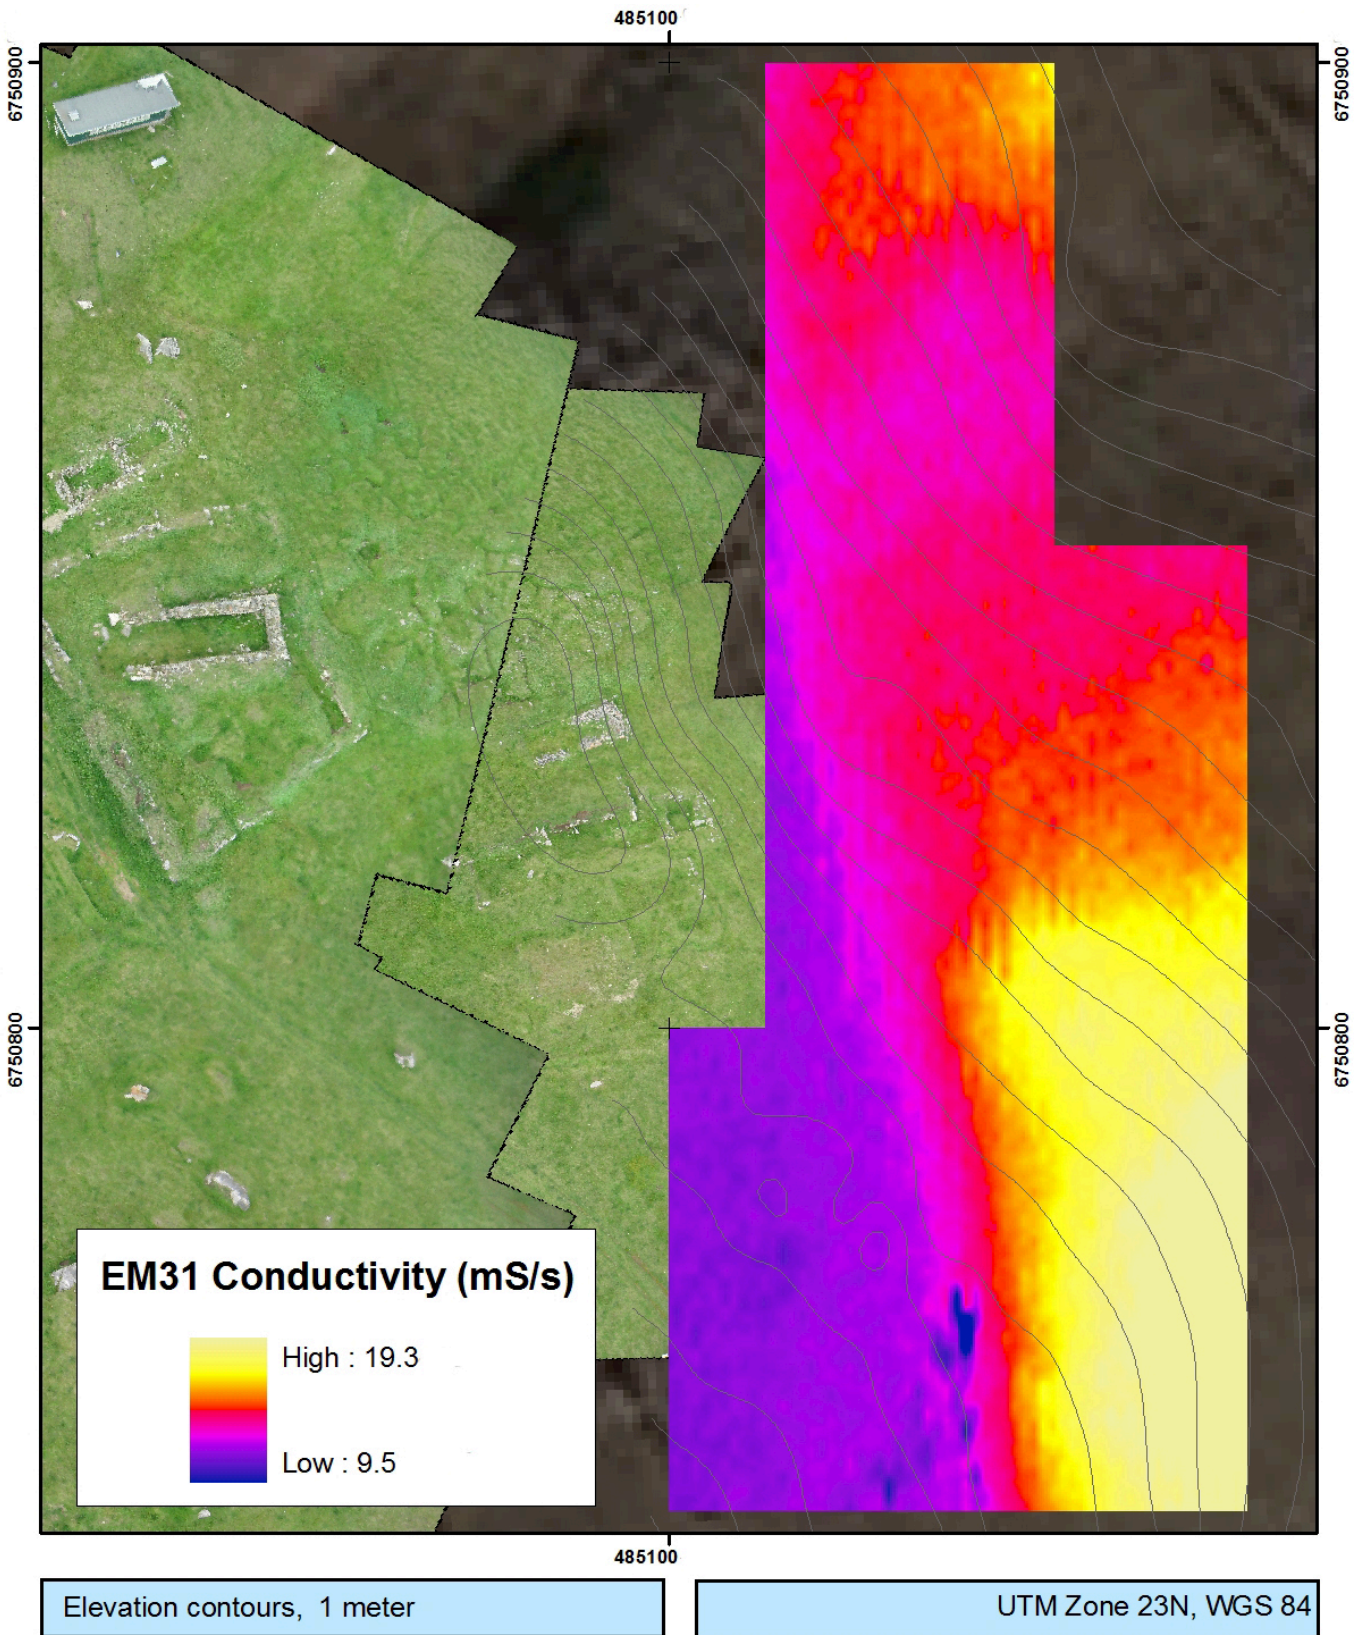 485100
6750900
6750900
6750800
6750800
EM31 Conductivity (mS/s)
High : 19.3
Low : 9.5
485100
Elevation contours, 1 meter
UTM Zone 23N, WGS 84